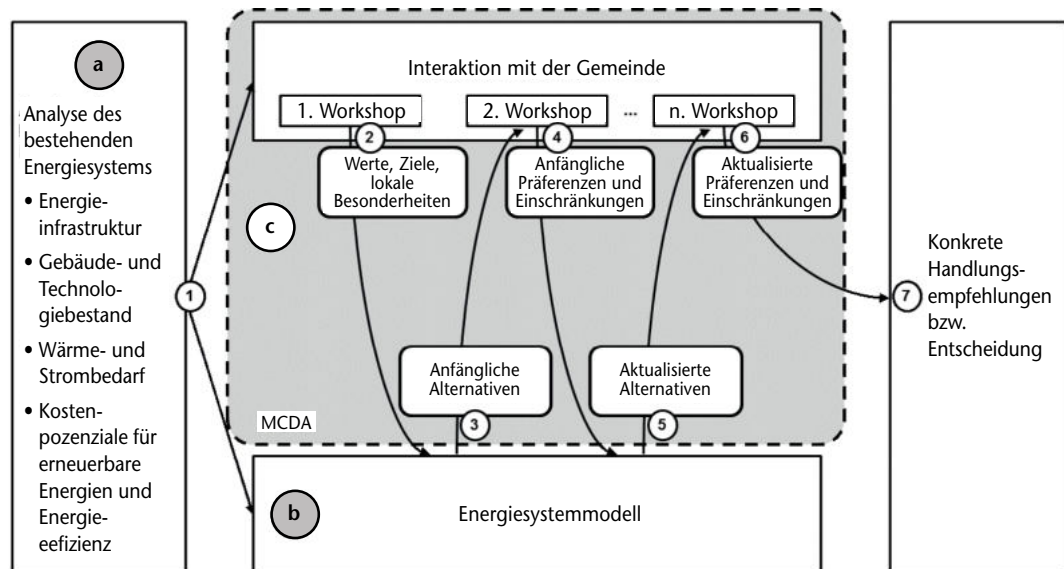 a
Analyse des
bestehenden
Energiesystems
• Energie-
infrastruktur
• Gebäude- und
Technolo-
giebestand
• Wärme- und
Strombedarf
• Kosten-
pozenziale für
erneuerbare
Energien und
Energie-
eefizienz
1
Interaktion mit der Gemeinde
1. Workshop
2. Workshop
...
n. Workshop
2
4
6
Werte, Ziele,
lokale
Besonderheiten
Anfängliche
Präferenzen und
Einschränkungen
Aktualisierte
Präferenzen und
Einschränkungen
c
Anfängliche
Alternativen
3
Aktualisierte
Alternativen
5
MCDA
b
Energiesystemmodell
7
Konkrete
Handlungs-
empfehlungen
bzw.
Entscheidung